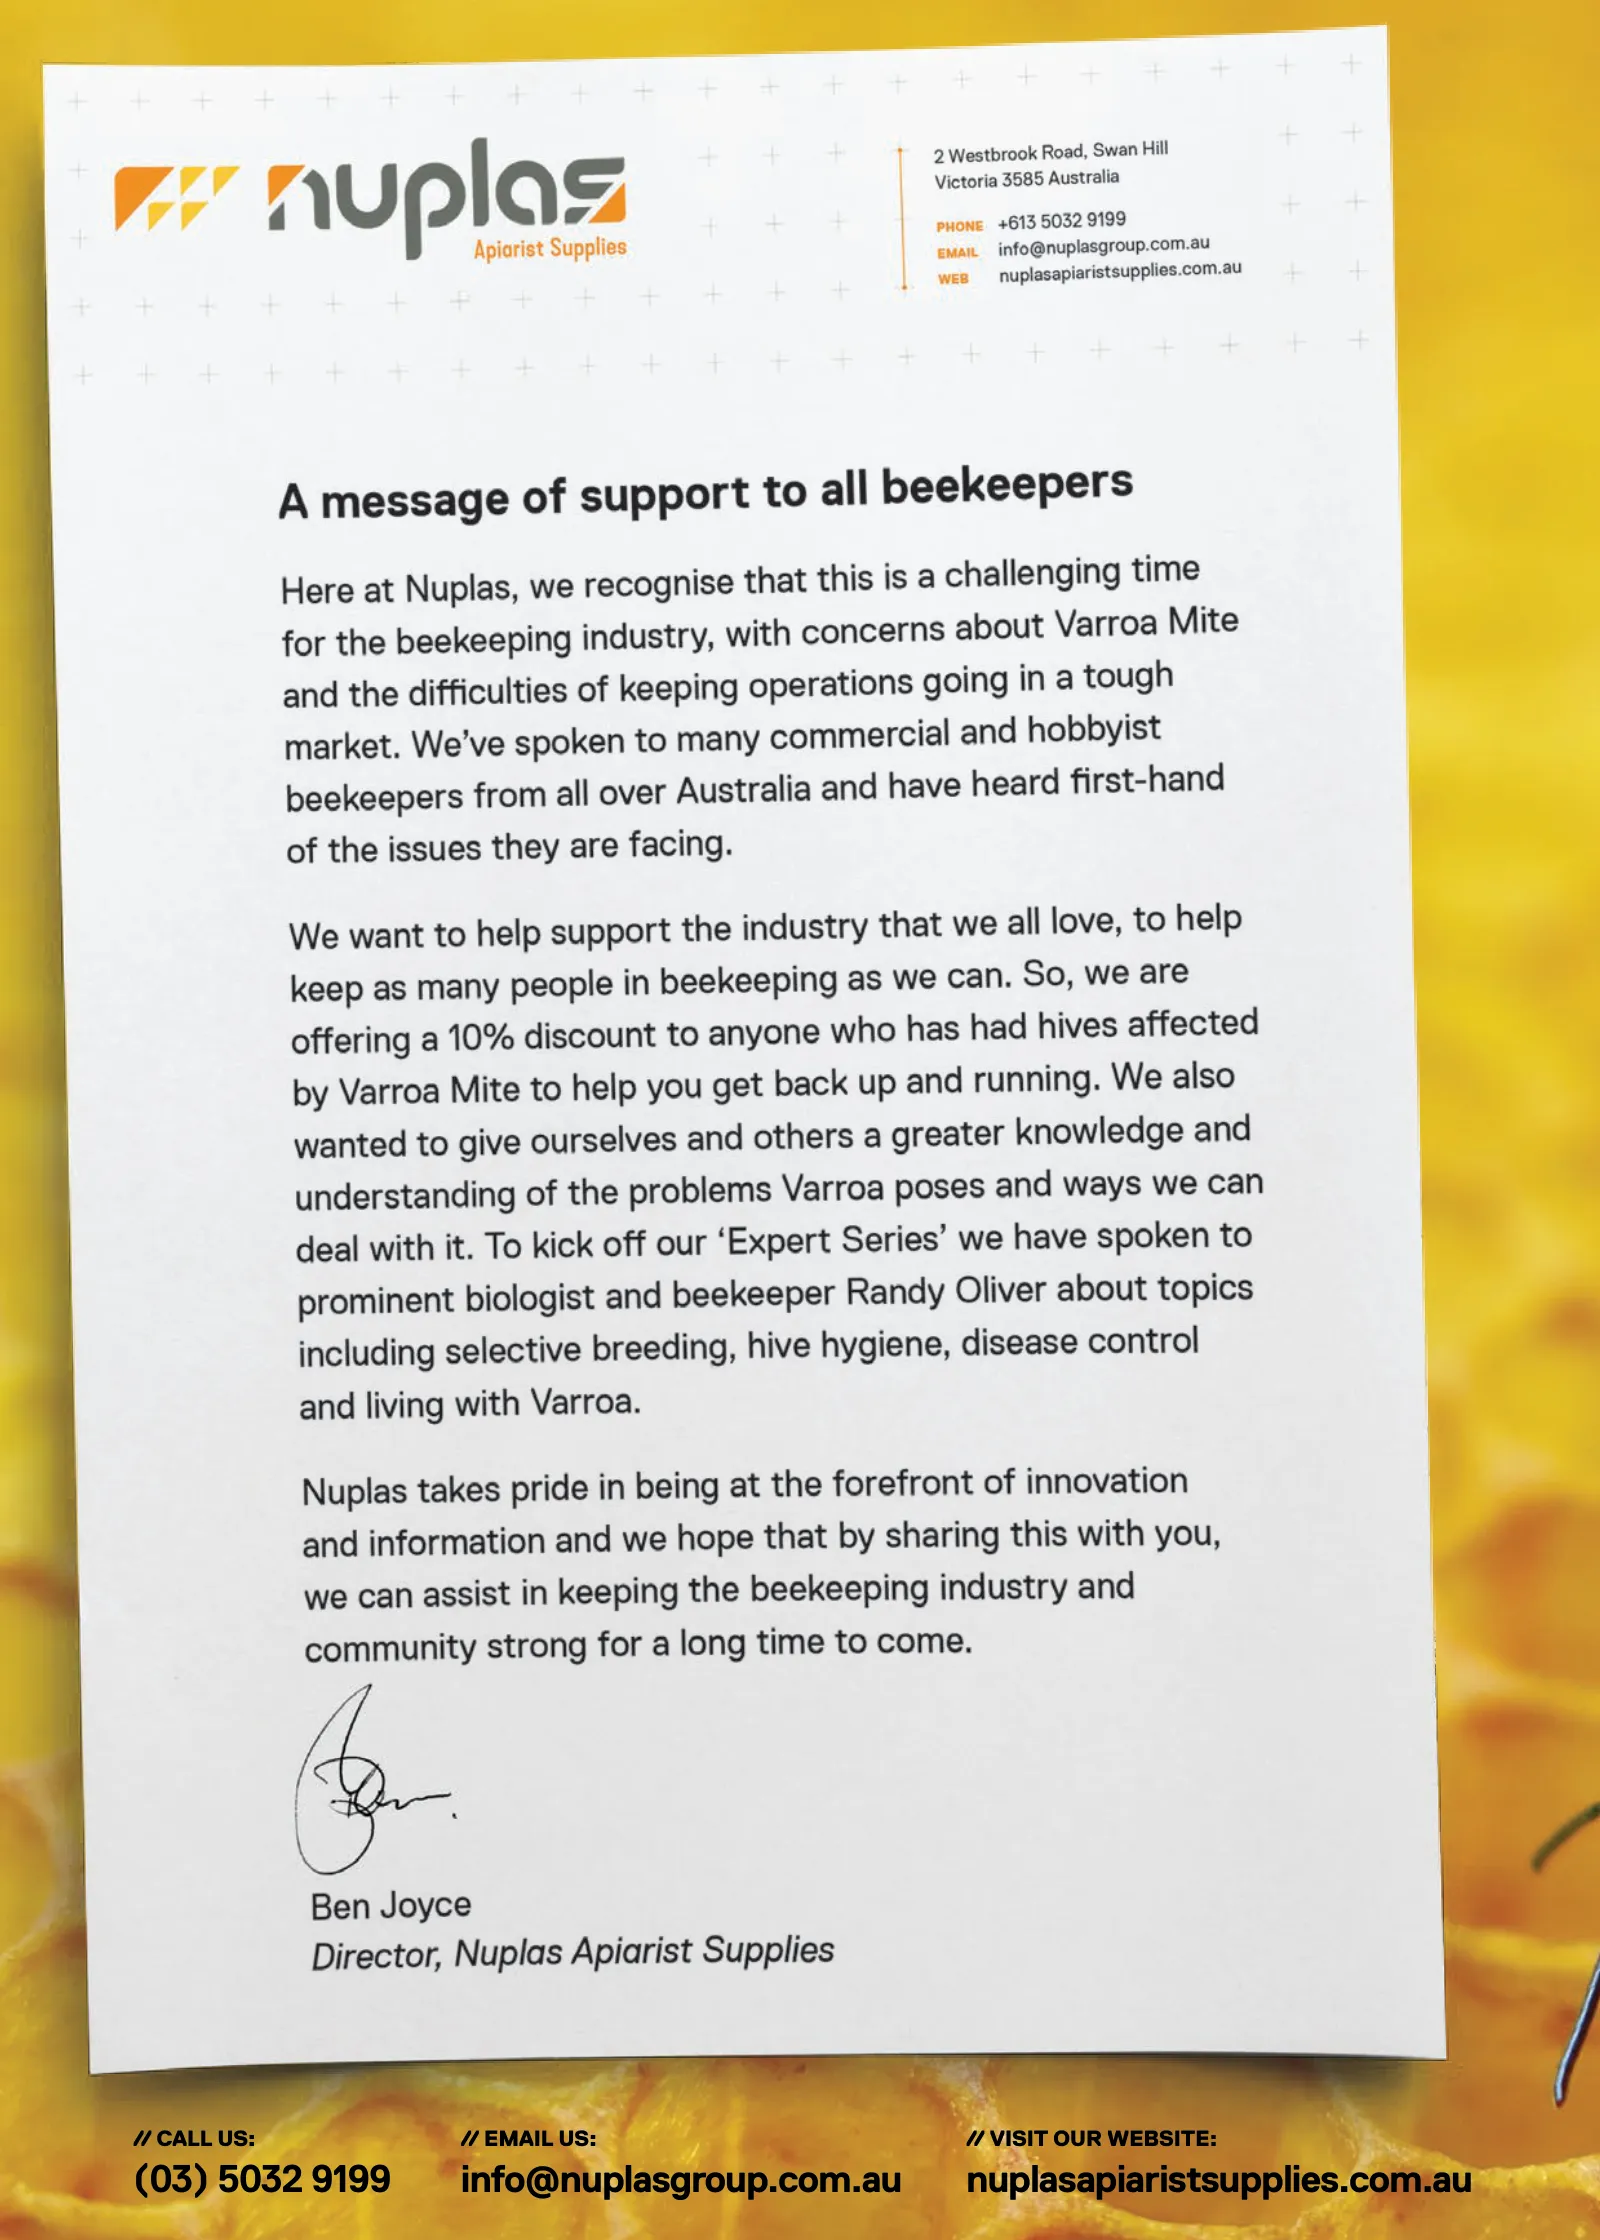 nuplas
Apiarist Supplies
2 Westbrook Road, Swan Hill
Victoria 3585 Australia
PHONE +613 5032 9199
EMAIL info@nuplasgroup.com.au
WEB nuplasapiaristsupplies.com.au
A message of support to all beekeepers
Here at Nuplas, we recognise that this is a challenging time
for the beekeeping industry, with concerns about Varroa Mite
and the difficulties of keeping operations going in a tough
market. We’ve spoken to many commercial and hobbyist
beekeepers from all over Australia and have heard first-hand
of the issues they are facing.
We want to help support the industry that we all love, to help
keep as many people in beekeeping as we can. So, we are
offering a 10% discount to anyone who has had hives affected
by Varroa Mite to help you get back up and running. We also
wanted to give ourselves and others a greater knowledge and
understanding of the problems Varroa poses and ways we can
deal with it. To kick off our ‘Expert Series’ we have spoken to
prominent biologist and beekeeper Randy Oliver about topics
including selective breeding, hive hygiene, disease control
and living with Varroa.
Nuplas takes pride in being at the forefront of innovation
and information and we hope that by sharing this with you,
we can assist in keeping the beekeeping industry and
community strong for a long time to come.
Ben Joyce
Director, Nuplas Apiarist Supplies
// CALL US:
(03) 5032 9199
// EMAIL US:
info@nuplasgroup.com.au
// VISIT OUR WEBSITE:
nuplasapiaristsupplies.com.au